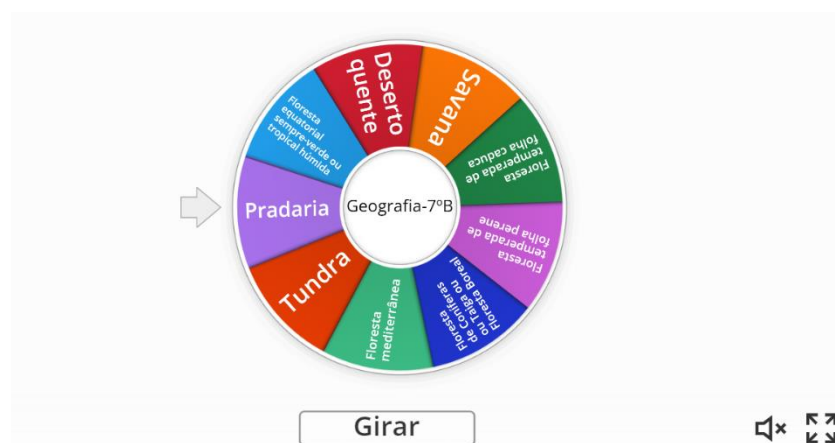 Deserto
quente
Savana
Floresta
temperada de
folha caduca
Floresta
temperada de
folha perene
Floresta
de Coníferas
ou Taiga ou
Floresta Boreal
Floresta
mediterrânea
Tundra
Pradaria
Floresta
equatorial
sempre-verde ou
tropical húmida
Geografia-7ºB
Girar